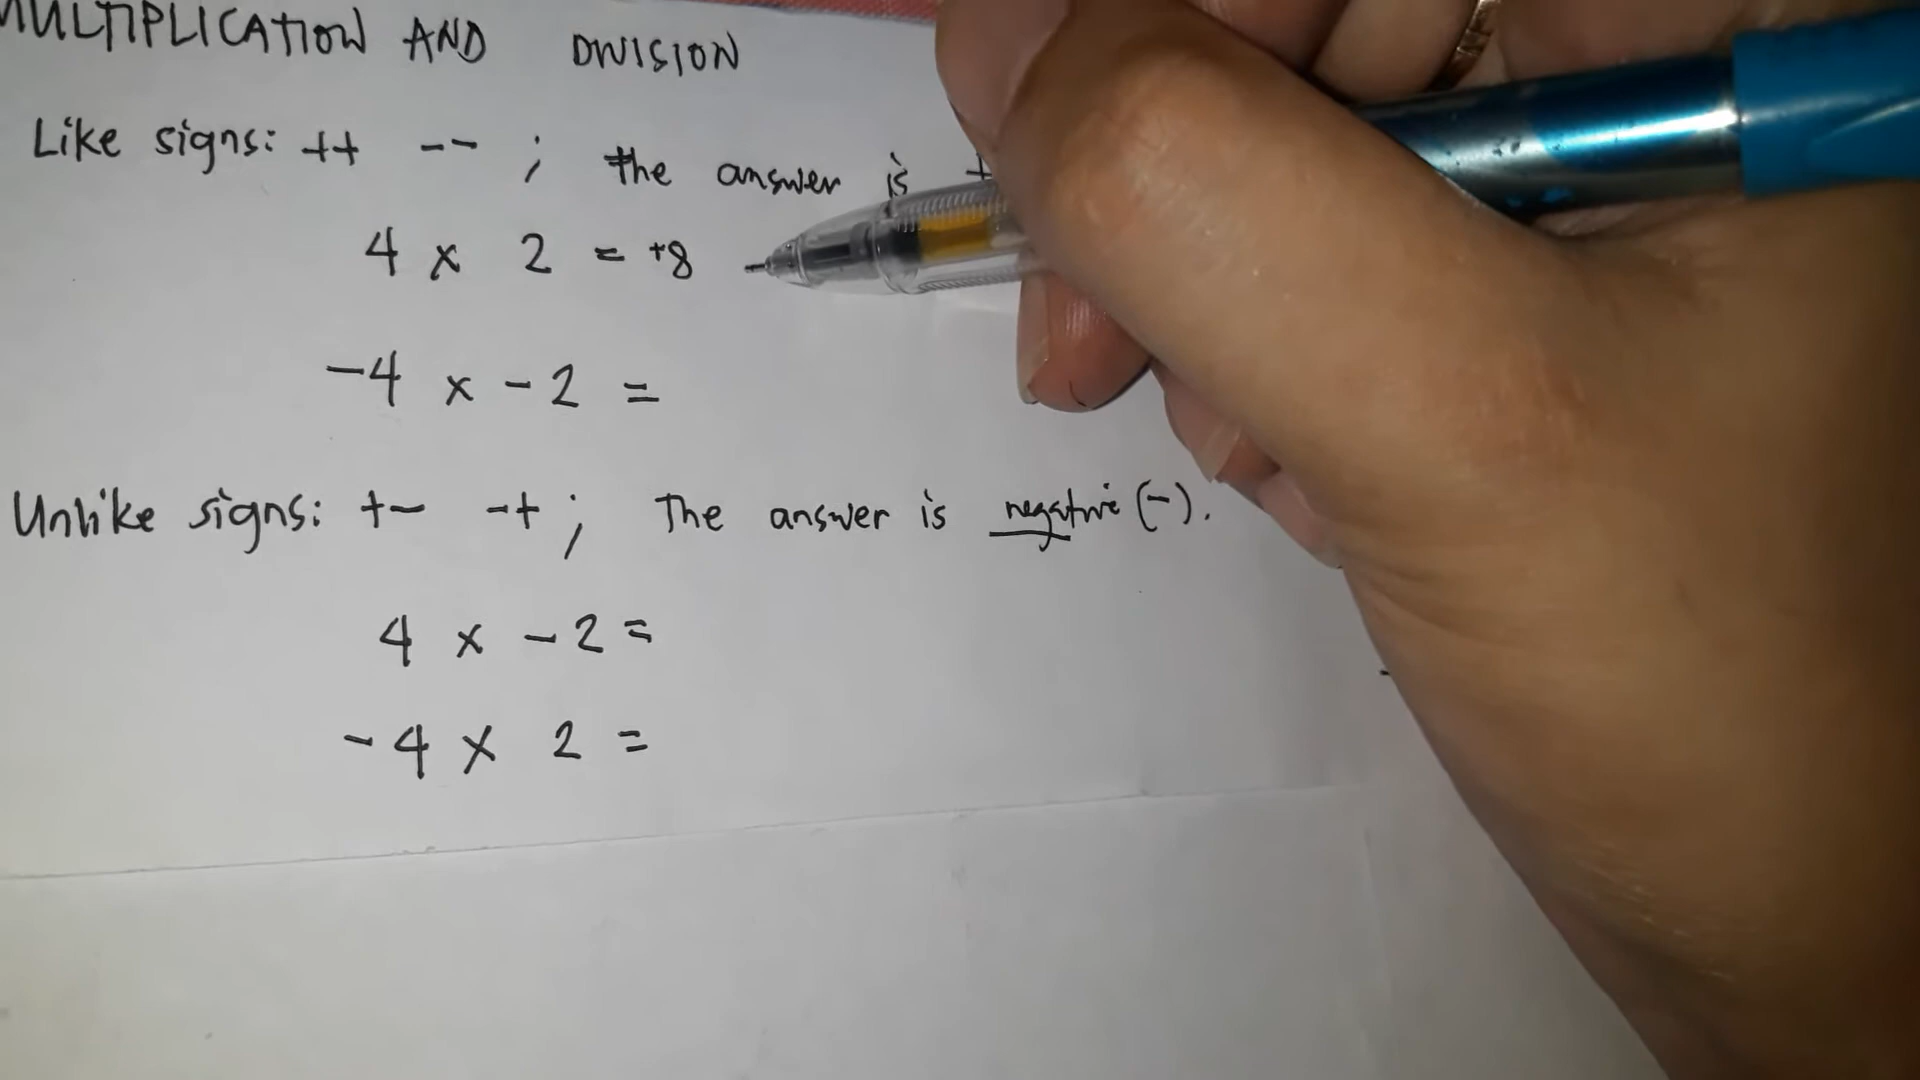 MULTIPLICATION AND DIVISION
Like signs: ++ -- ; the answer is +
4 x 2 = +8
-4 x -2 =
Unlike signs: +- -+ ; The answer is negative (-).
4 x -2 =
-4 x 2 =